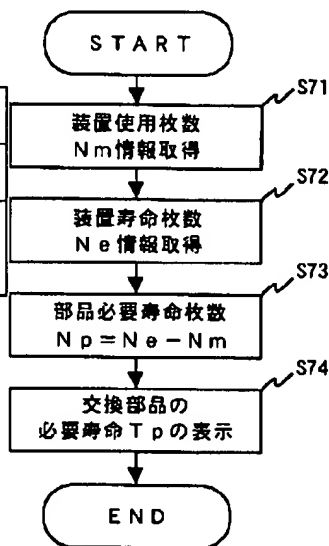 START
S71
装置使用枚数
Nm情報取得
S72
装置寿命枚数
Ne情報取得
S73
部品必要寿命枚数
Np=Ne-Nm
S74
交換部品の
必要寿命Tpの表示
END